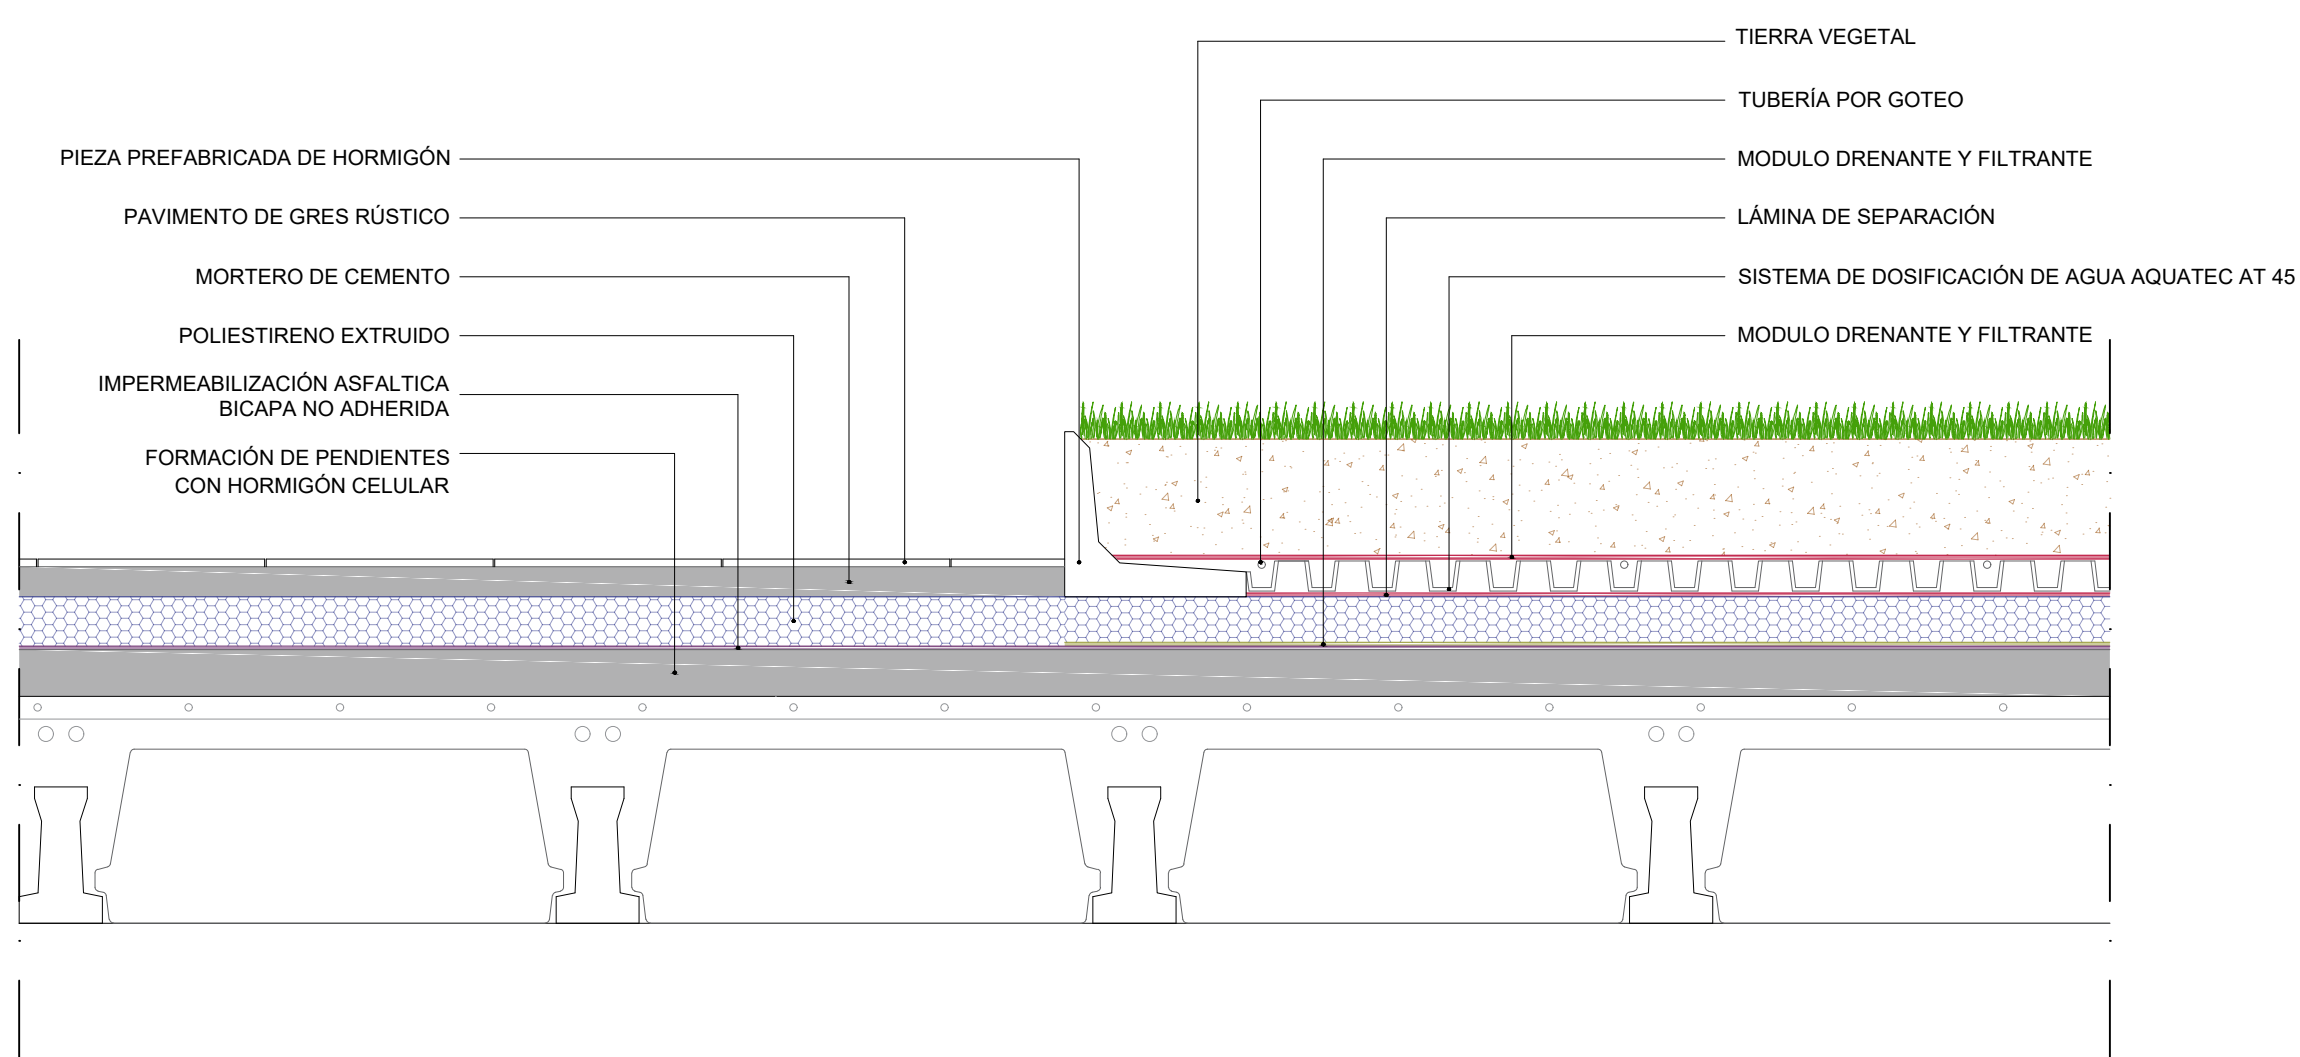 PIEZA PREFABRICADA DE HORMIGÓN
PAVIMENTO DE GRES RÚSTICO
MORTERO DE CEMENTO
POLIESTIRENO EXTRUIDO
IMPERMEABILIZACIÓN ASFALTICA
BICAPA NO ADHERIDA
FORMACIÓN DE PENDIENTES
CON HORMIGÓN CELULAR
TIERRA VEGETAL
TUBERÍA POR GOTEO
MODULO DRENANTE Y FILTRANTE
LÁMINA DE SEPARACIÓN
SISTEMA DE DOSIFICACIÓN DE AGUA AQUATEC AT 45
MODULO DRENANTE Y FILTRANTE